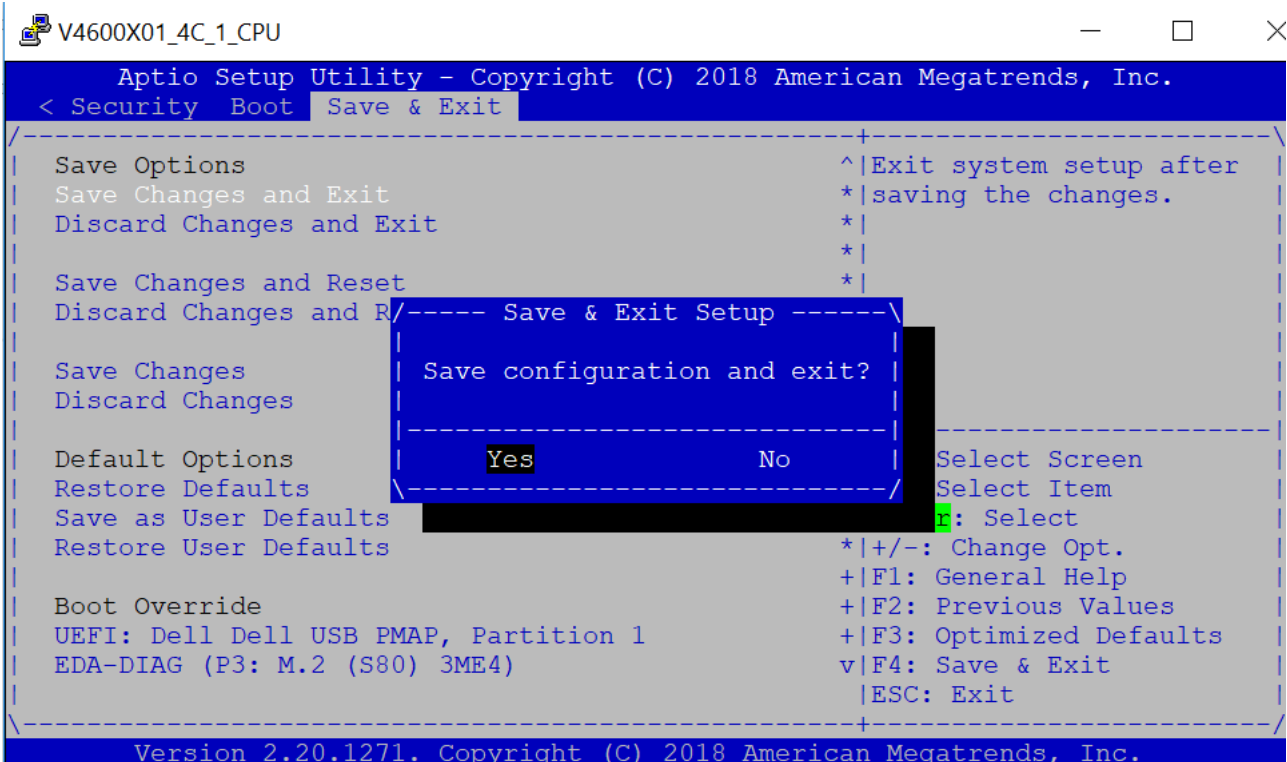 V4600X01_4C_1_CPU
Aptio Setup Utility – Copyright (C) 2018 American Megatrends, Inc.
< Security Boot Save & Exit
/----------------------------------------------------+-------------------------\
| Save Options ^|Exit system setup after |
| Save Changes and Exit *|saving the changes. |
| Discard Changes and Exit *| |
| *| |
| Save Changes and Reset *| |
| Discard Changes and R/----- Save & Exit Setup ------\ |
| | | |
| Save Changes | Save configuration and exit? | |
| Discard Changes | | |
| |------------------------------| -------------------- |
| Default Options | Yes No | Select Screen |
| Restore Defaults \------------------------------/ Select Item |
| Save as User Defaults r: Select |
| Restore User Defaults *|+/-: Change Opt. |
| +|F1: General Help |
| Boot Override +|F2: Previous Values |
| UEFI: Dell Dell USB PMAP, Partition 1 +|F3: Optimized Defaults |
| EDA-DIAG (P3: M.2 (S80) 3ME4) v|F4: Save & Exit |
| |ESC: Exit |
\----------------------------------------------------+-------------------------/
Version 2.20.1271. Copyright (C) 2018 American Megatrends, Inc.